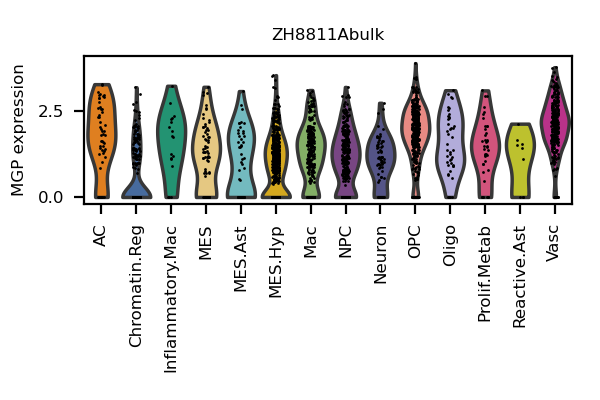 ZH8811Abulk
MGP expression
2.5
0.0
AC
Chromatin.Reg
Inflammatory.Mac
MES
MES.Ast
MES.Hyp
Mac
NPC
Neuron
OPC
Oligo
Prolif.Metab
Reactive.Ast
Vasc